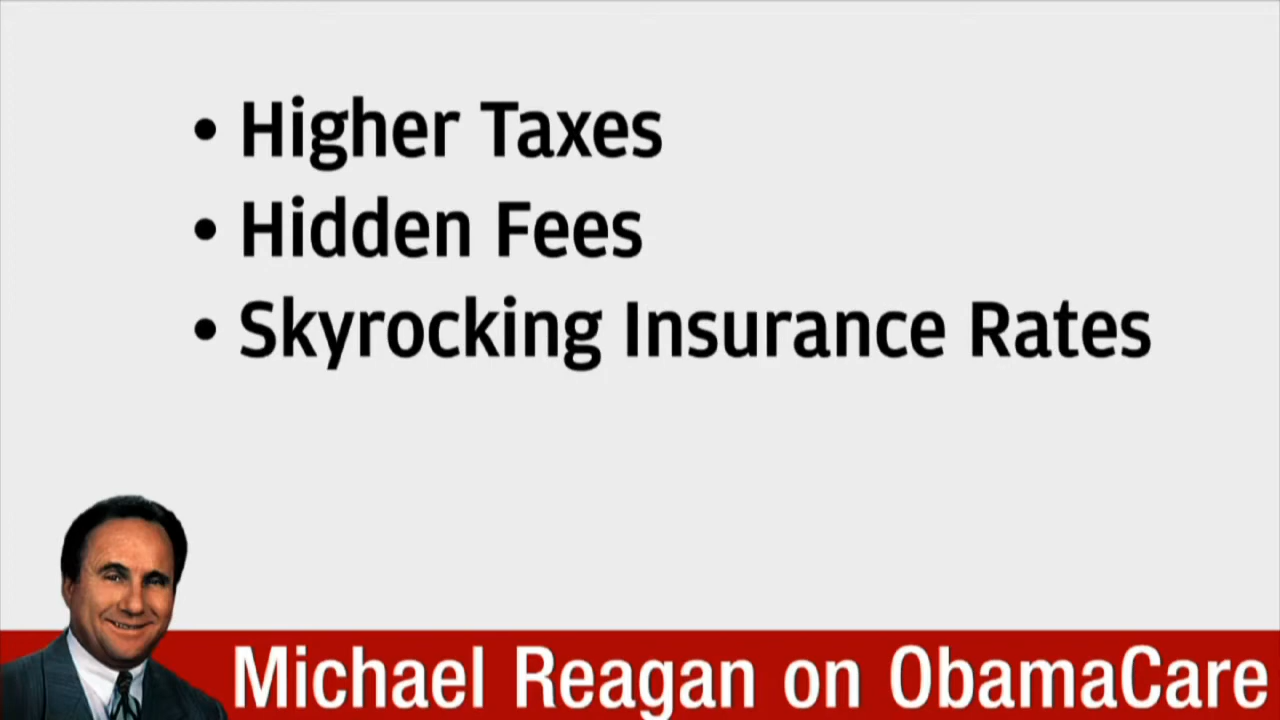 • Higher Taxes
• Hidden Fees
• Skyrocking Insurance Rates
Michael Reagan on ObamaCare